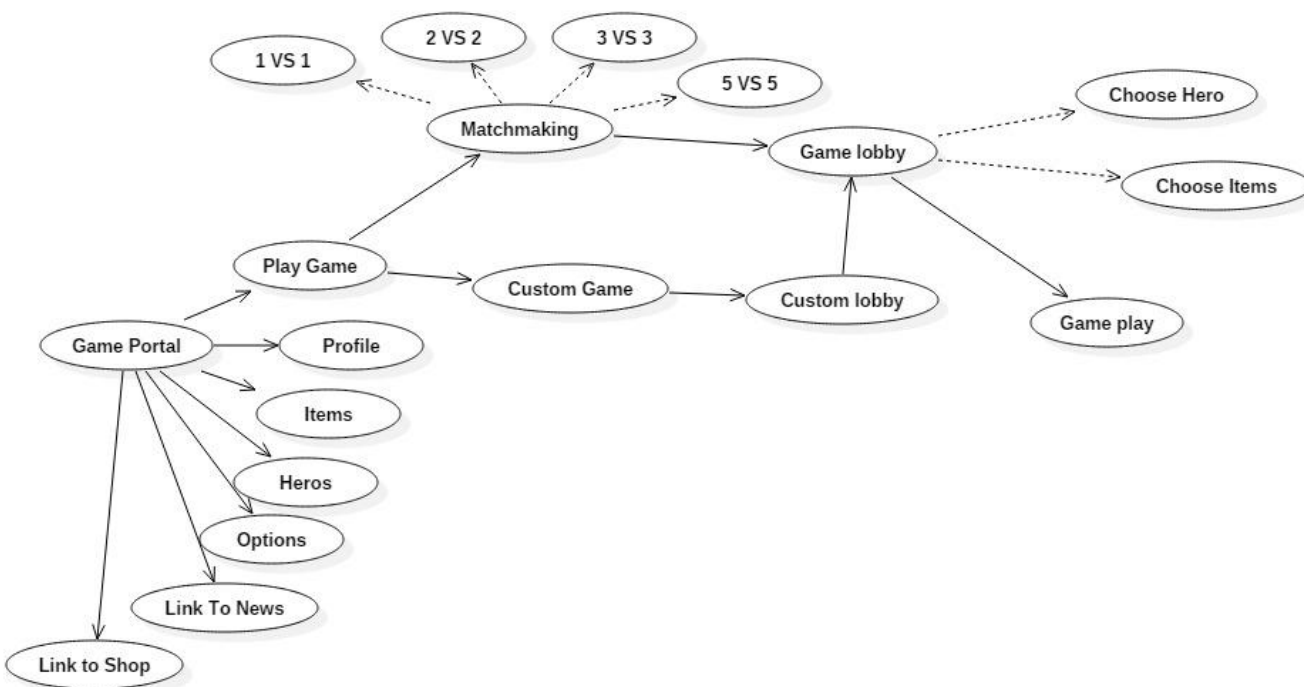 2 VS 2
3 VS 3
1 VS 1
5 VS 5
Choose Hero
Matchmaking
Game lobby
Choose Items
Play Game
Custom Game
Custom lobby
Game play
Game Portal
Profile
Items
Heros
Options
Link To News
Link to Shop